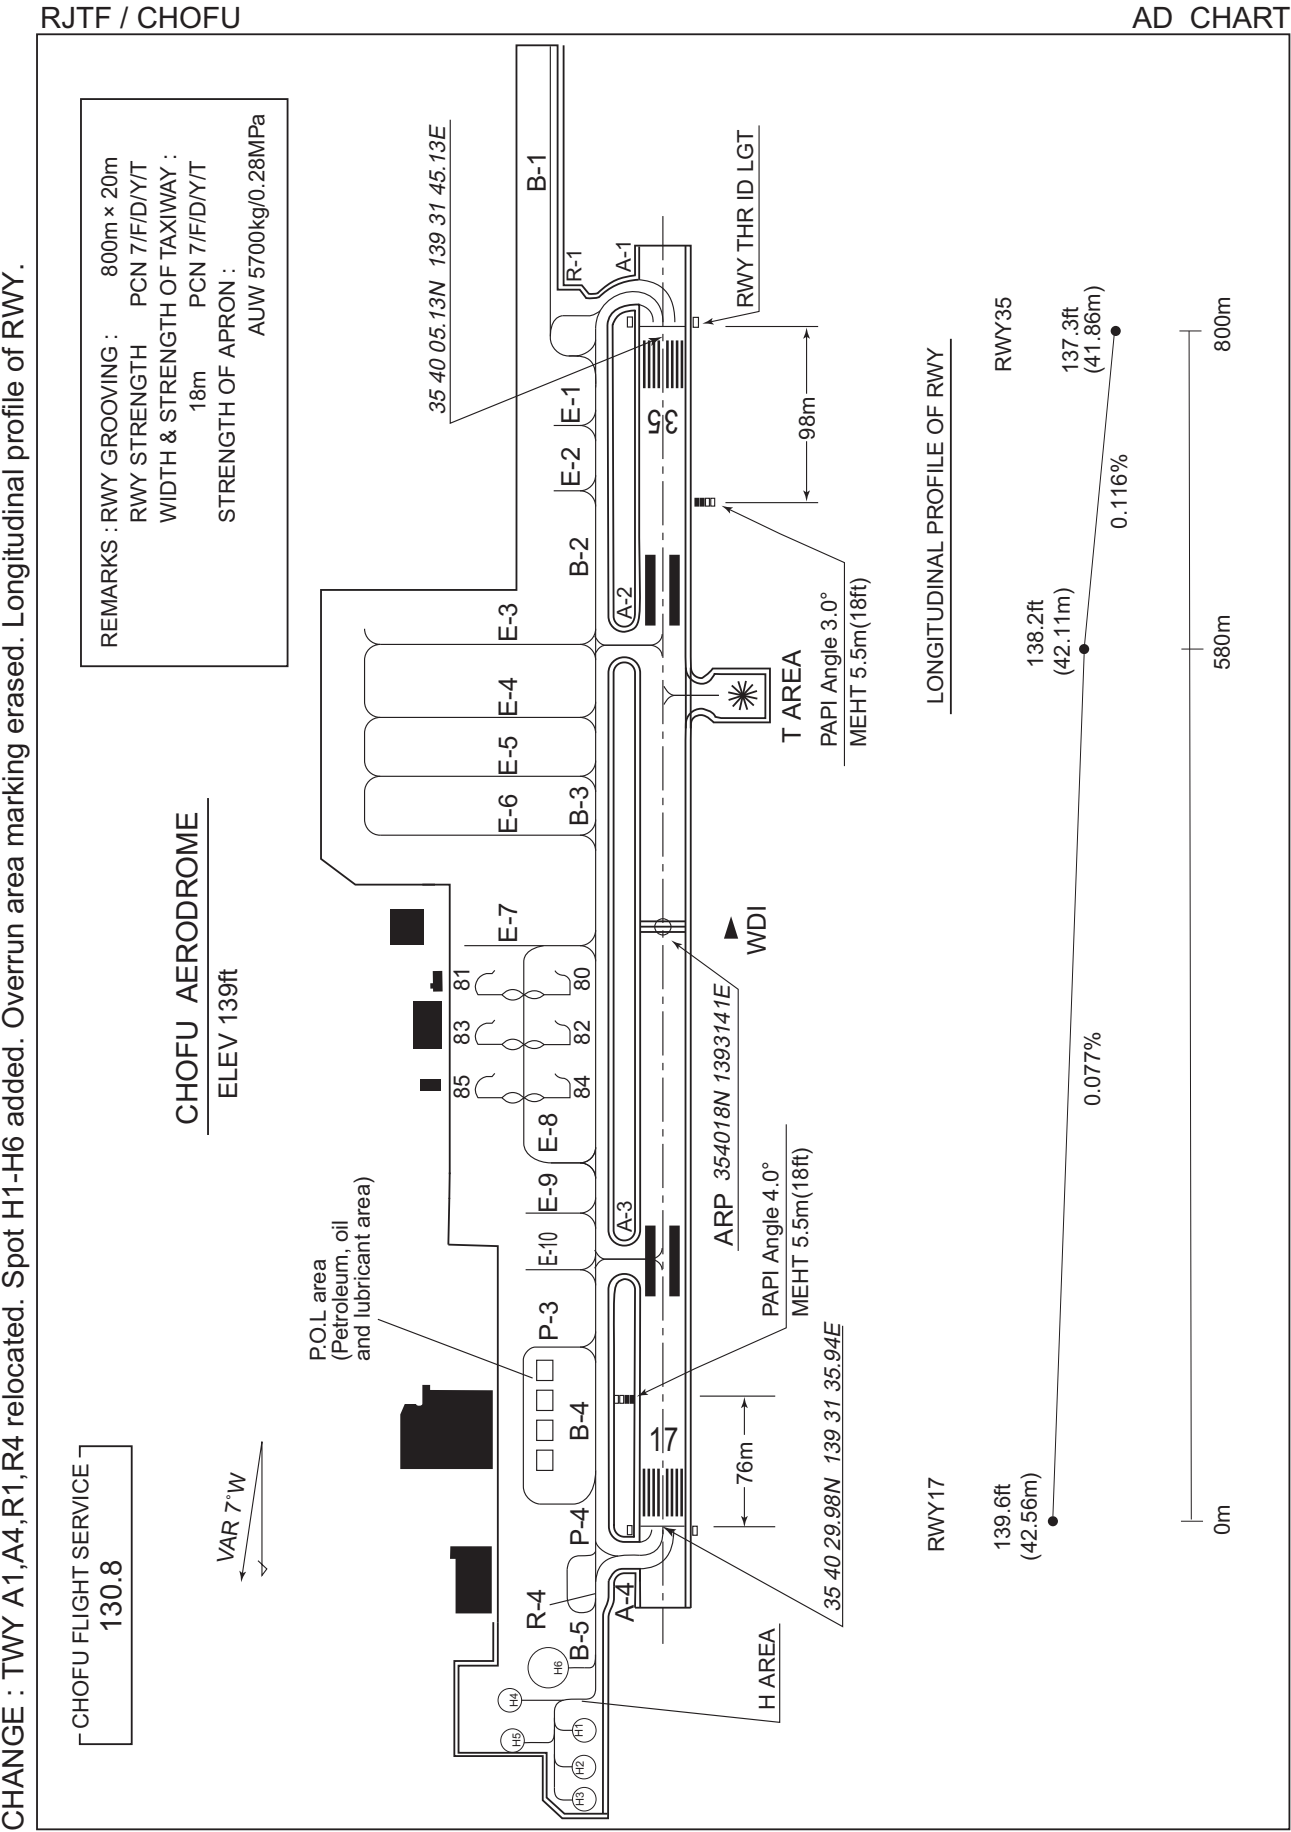 RJTF / CHOFU
AD CHART
CHANGE : TWY A1,A4,R1,R4 relocated. Spot H1-H6 added. Overrun area marking erased. Longitudinal profile of RWY.
CHOFU FLIGHT SERVICE
130.8
VAR 7°W
CHOFU AERODROME
ELEV 139ft
REMARKS : RWY GROOVING : 800m × 20m
RWY STRENGTH PCN 7/F/D/Y/T
WIDTH & STRENGTH OF TAXIWAY :
18m PCN 7/F/D/Y/T
STRENGTH OF APRON :
AUW 5700kg/0.28MPa
P.O.L area
(Petroleum, oil
and lubricant area)
35 40 05.13N 139 31 45.13E
B-1
R-1
A-1
RWY THR ID LGT
E-1
E-2
B-2
A-2
35
98m
PAPI Angle 3.0°
MEHT 5.5m(18ft)
T AREA
E-3
E-4
E-5
E-6
B-3
E-7
WDI
81
80
83
82
85
84
E-8
E-9
E-10
A-3
ARP 354018N 1393141E
PAPI Angle 4.0°
MEHT 5.5m(18ft)
P-3
B-4
17
76m
35 40 29.98N 139 31 35.94E
P-4
R-4
A-4
B-5
H6
H4
H5
H1
H2
H3
H AREA
LONGITUDINAL PROFILE OF RWY
RWY17
139.6ft
(42.56m)
0.077%
138.2ft
(42.11m)
0.116%
RWY35
137.3ft
(41.86m)
0m
580m
800m